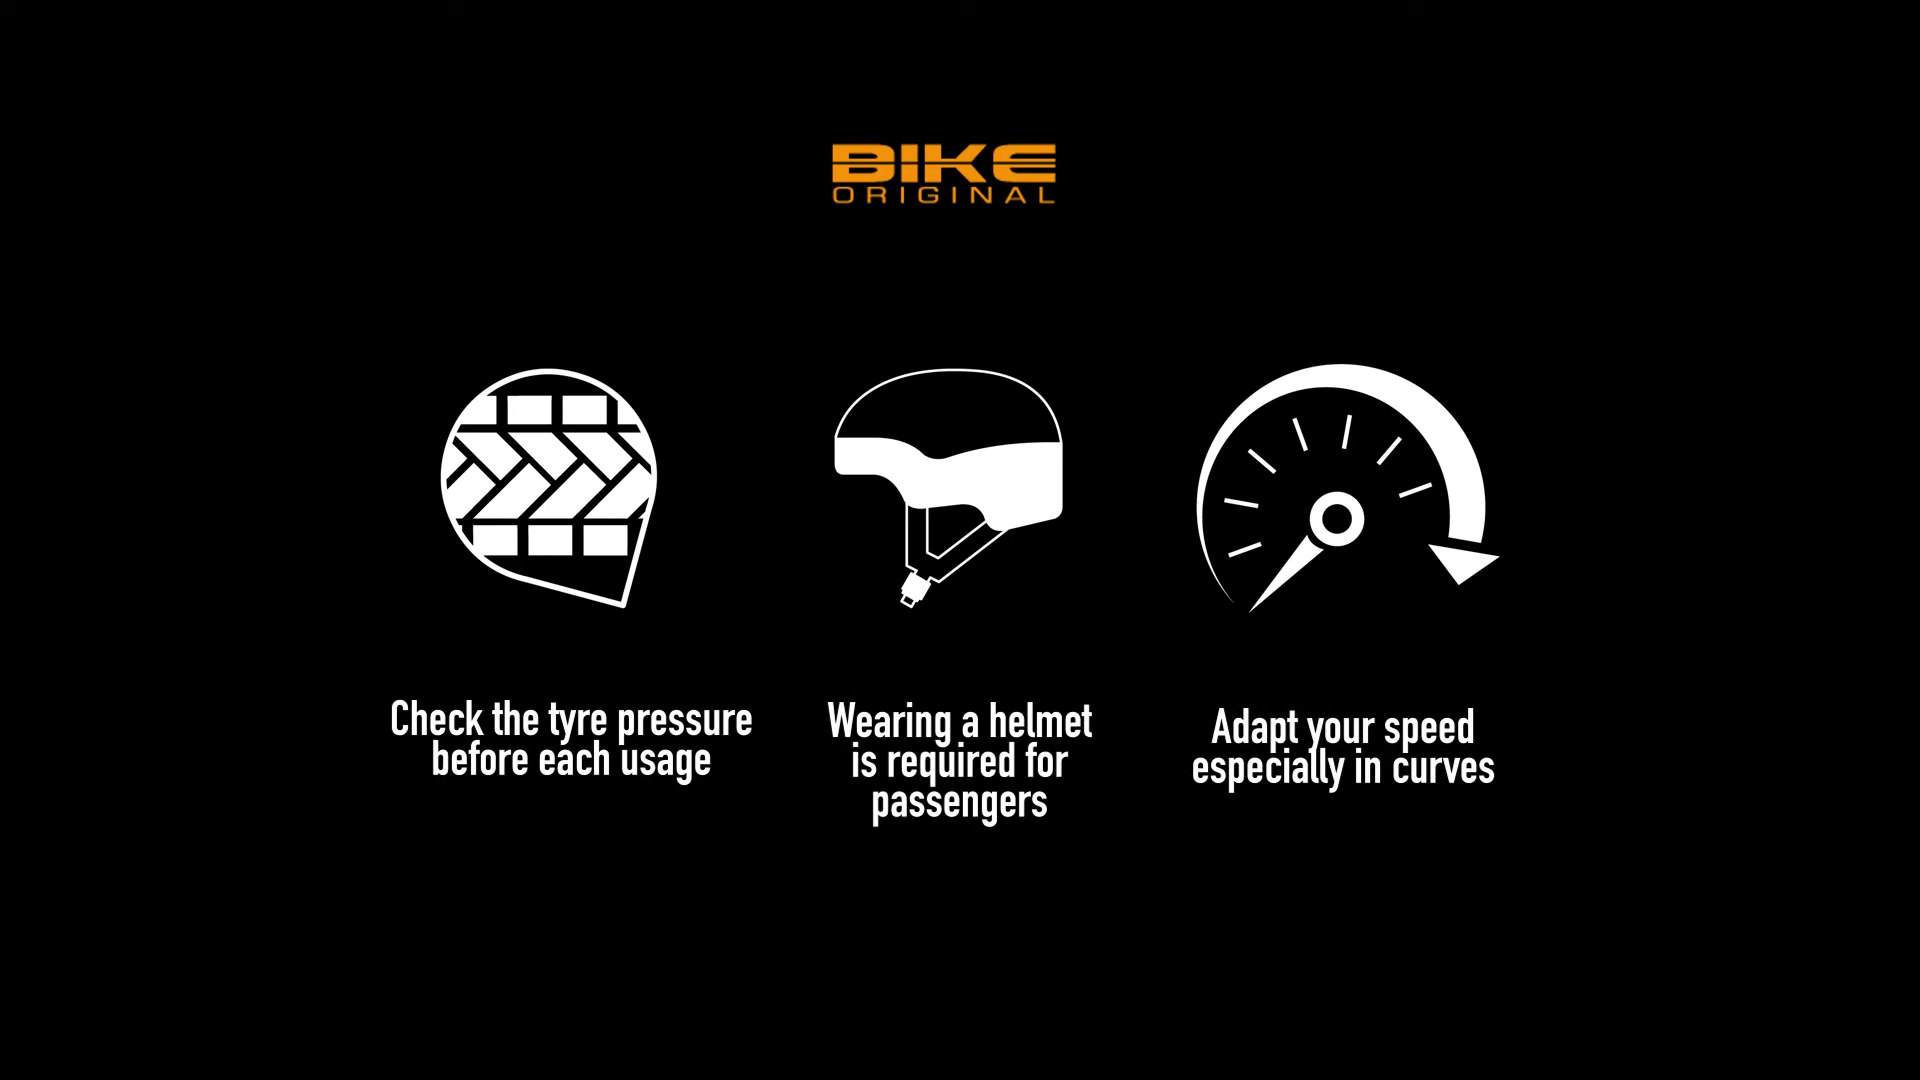 BIKE
ORIGINAL
Check the tyre pressure
before each usage
Wearing a helmet
is required for
passengers
Adapt your speed
especially in curves